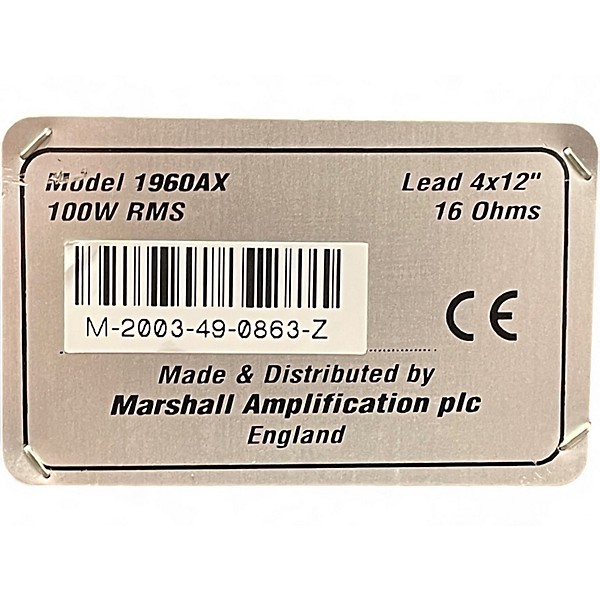 Model 1960AX Lead 4x12"
100W RMS 16 Ohms
M-2003-49-0863-Z
CE
Made & Distributed by
Marshall Amplification plc
England